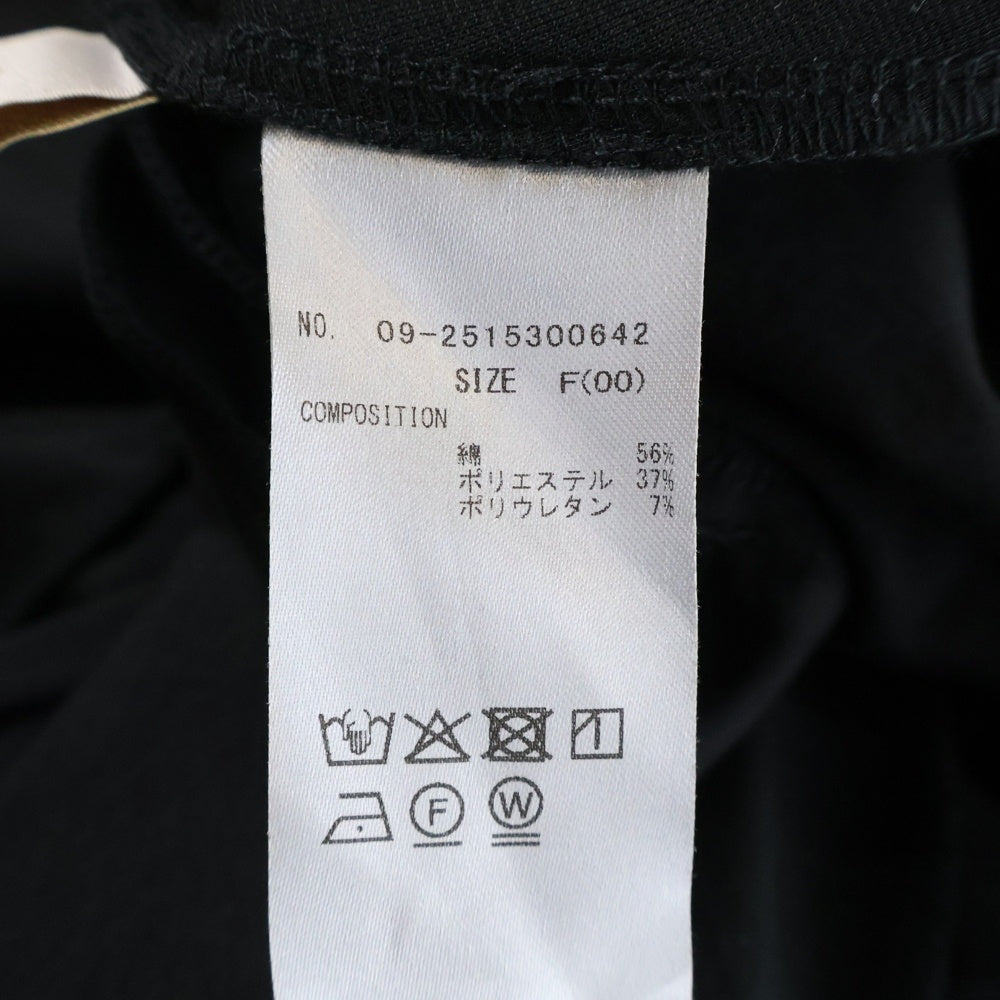 NO. 09-2515300642
SIZE F(00)
COMPOSITION
綿 56%
ポリエステル 37%
ポリウレタン 7%
F W